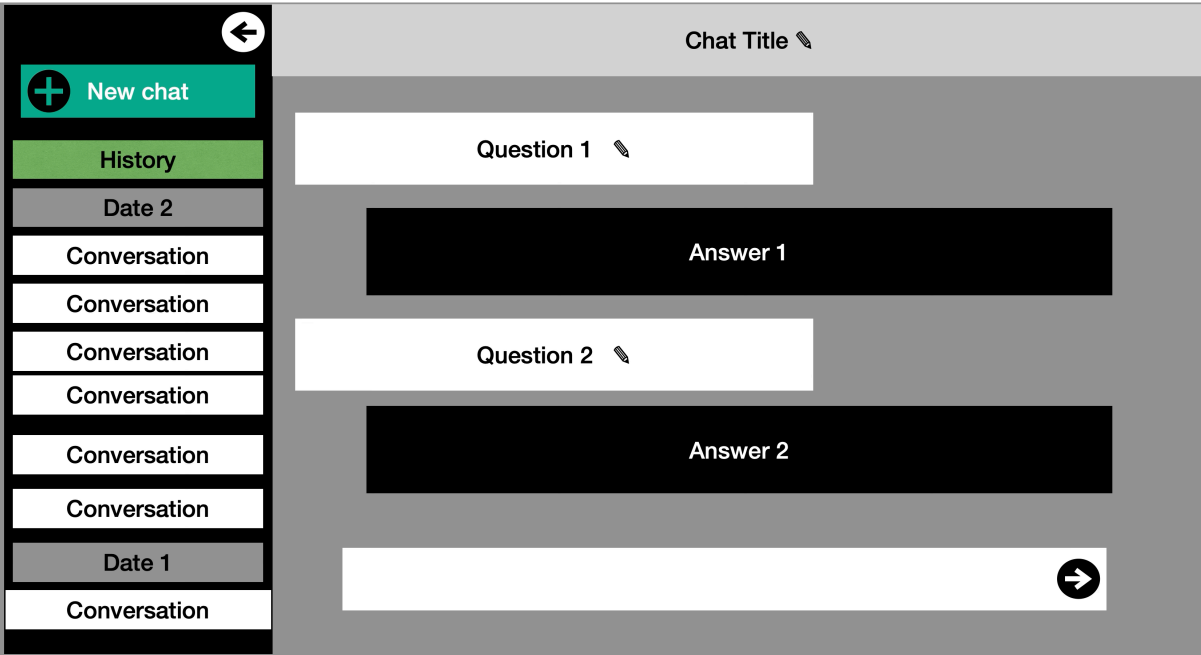 New chat
History
Date 2
Conversation
Conversation
Conversation
Conversation
Conversation
Conversation
Date 1
Conversation
Chat Title
Question 1
Answer 1
Question 2
Answer 2